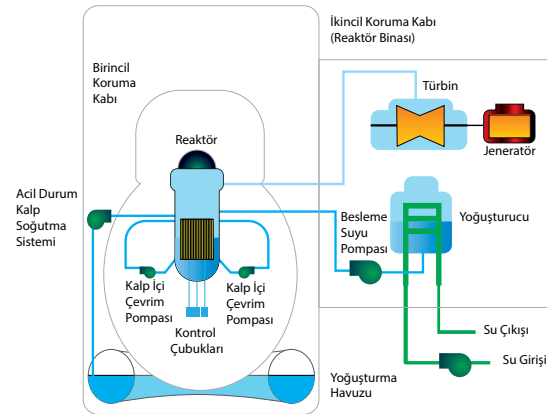 İkincil Koruma Kabı
(Reaktör Binası)
Birincil
Koruma
Kabı
Türbin
Reaktör
Jeneratör
Acil Durum
Kalp
Soğutma
Sistemi
Besleme
Suyu
Pompası
Yoğuşturucu
Kalp İçi
Çevrim
Pompası
Kalp İçi
Çevrim
Pompası
Kontrol
Çubukları
Su Çıkışı
Su Girişi
Yoğuşturma
Havuzu